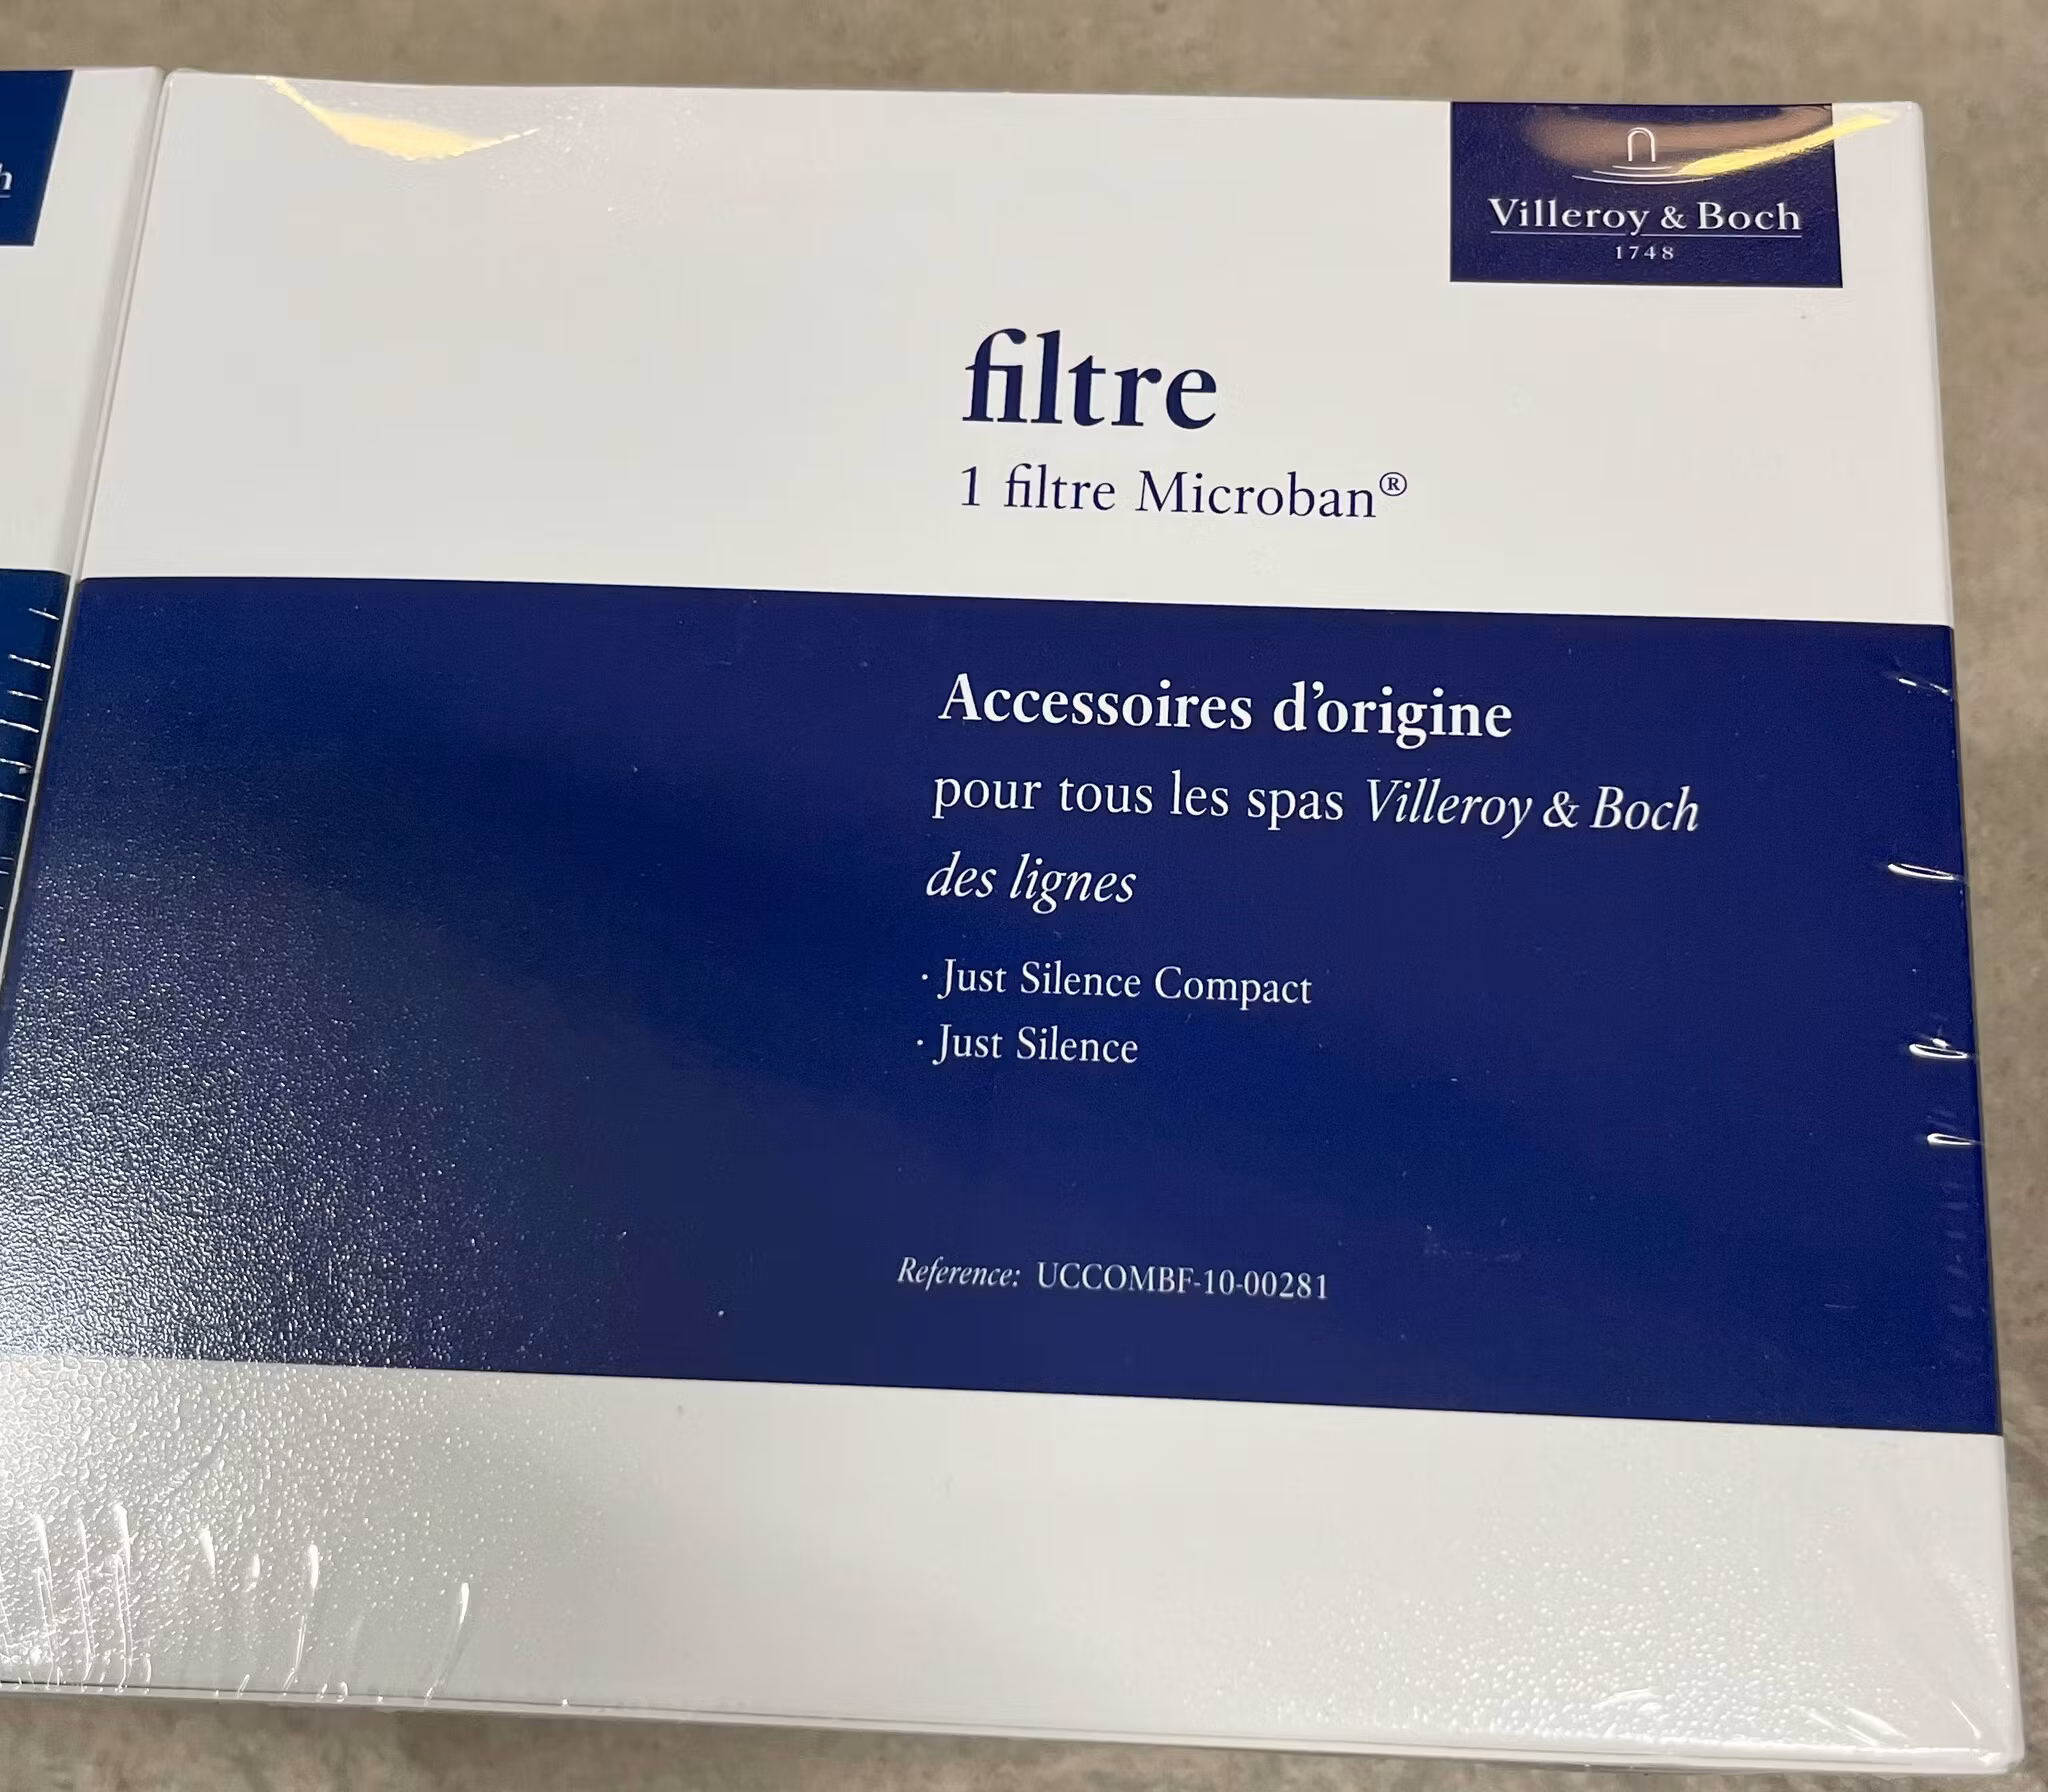 h
Villeroy & Boch
1748
filtre
1 filtre Microban®
Accessoires d'origine
pour tous les spas Villeroy & Boch
des lignes
· Just Silence Compact
· Just Silence
Reference: UCCOMBF-10-00281